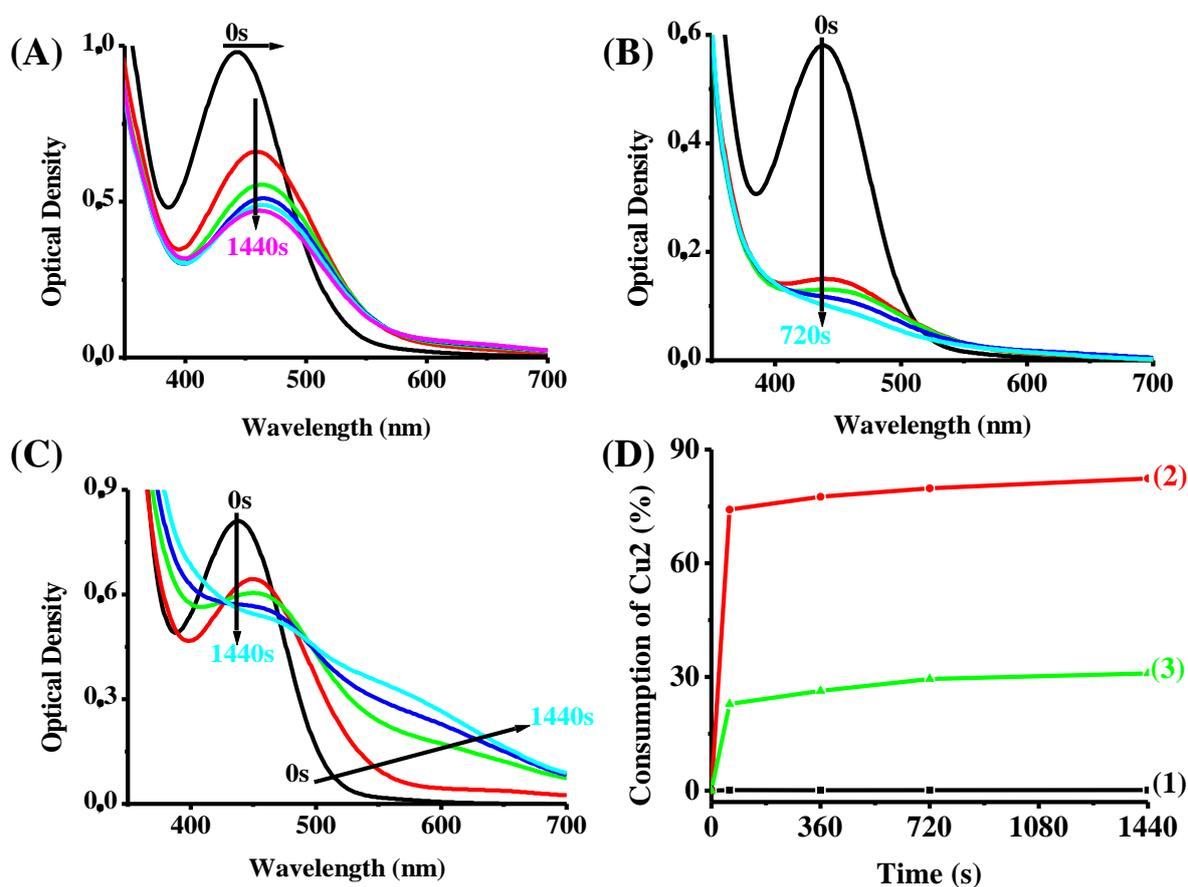 (A)
0s
1,0
0,5
0,0
Optical Density
1440s
400 500 600 700
Wavelength (nm)
(B)
0s
0,6
0,4
0,2
0,0
Optical Density
720s
400 500 600 700
Wavelength (nm)
(C)
0s
0,9
0,6
0,3
0,0
Optical Density
1440s
1440s
0s
400 500 600 700
Wavelength (nm)
(D)
90
60
30
0
Consumption of Cu2 (%)
(2)
(3)
(1)
0 360 720 1080 1440
Time (s)